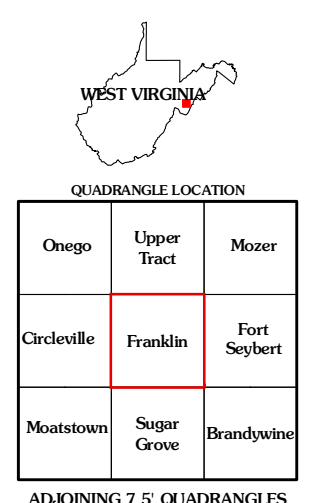 WEST VIRGINIA
QUADRANGLE LOCATION
Onego
Upper
Tract
Mozer
Circleville
Franklin
Fort
Seybert
Moatstown
Sugar
Grove
Brandywine
ADJOINING 7.5' QUADRANGLES